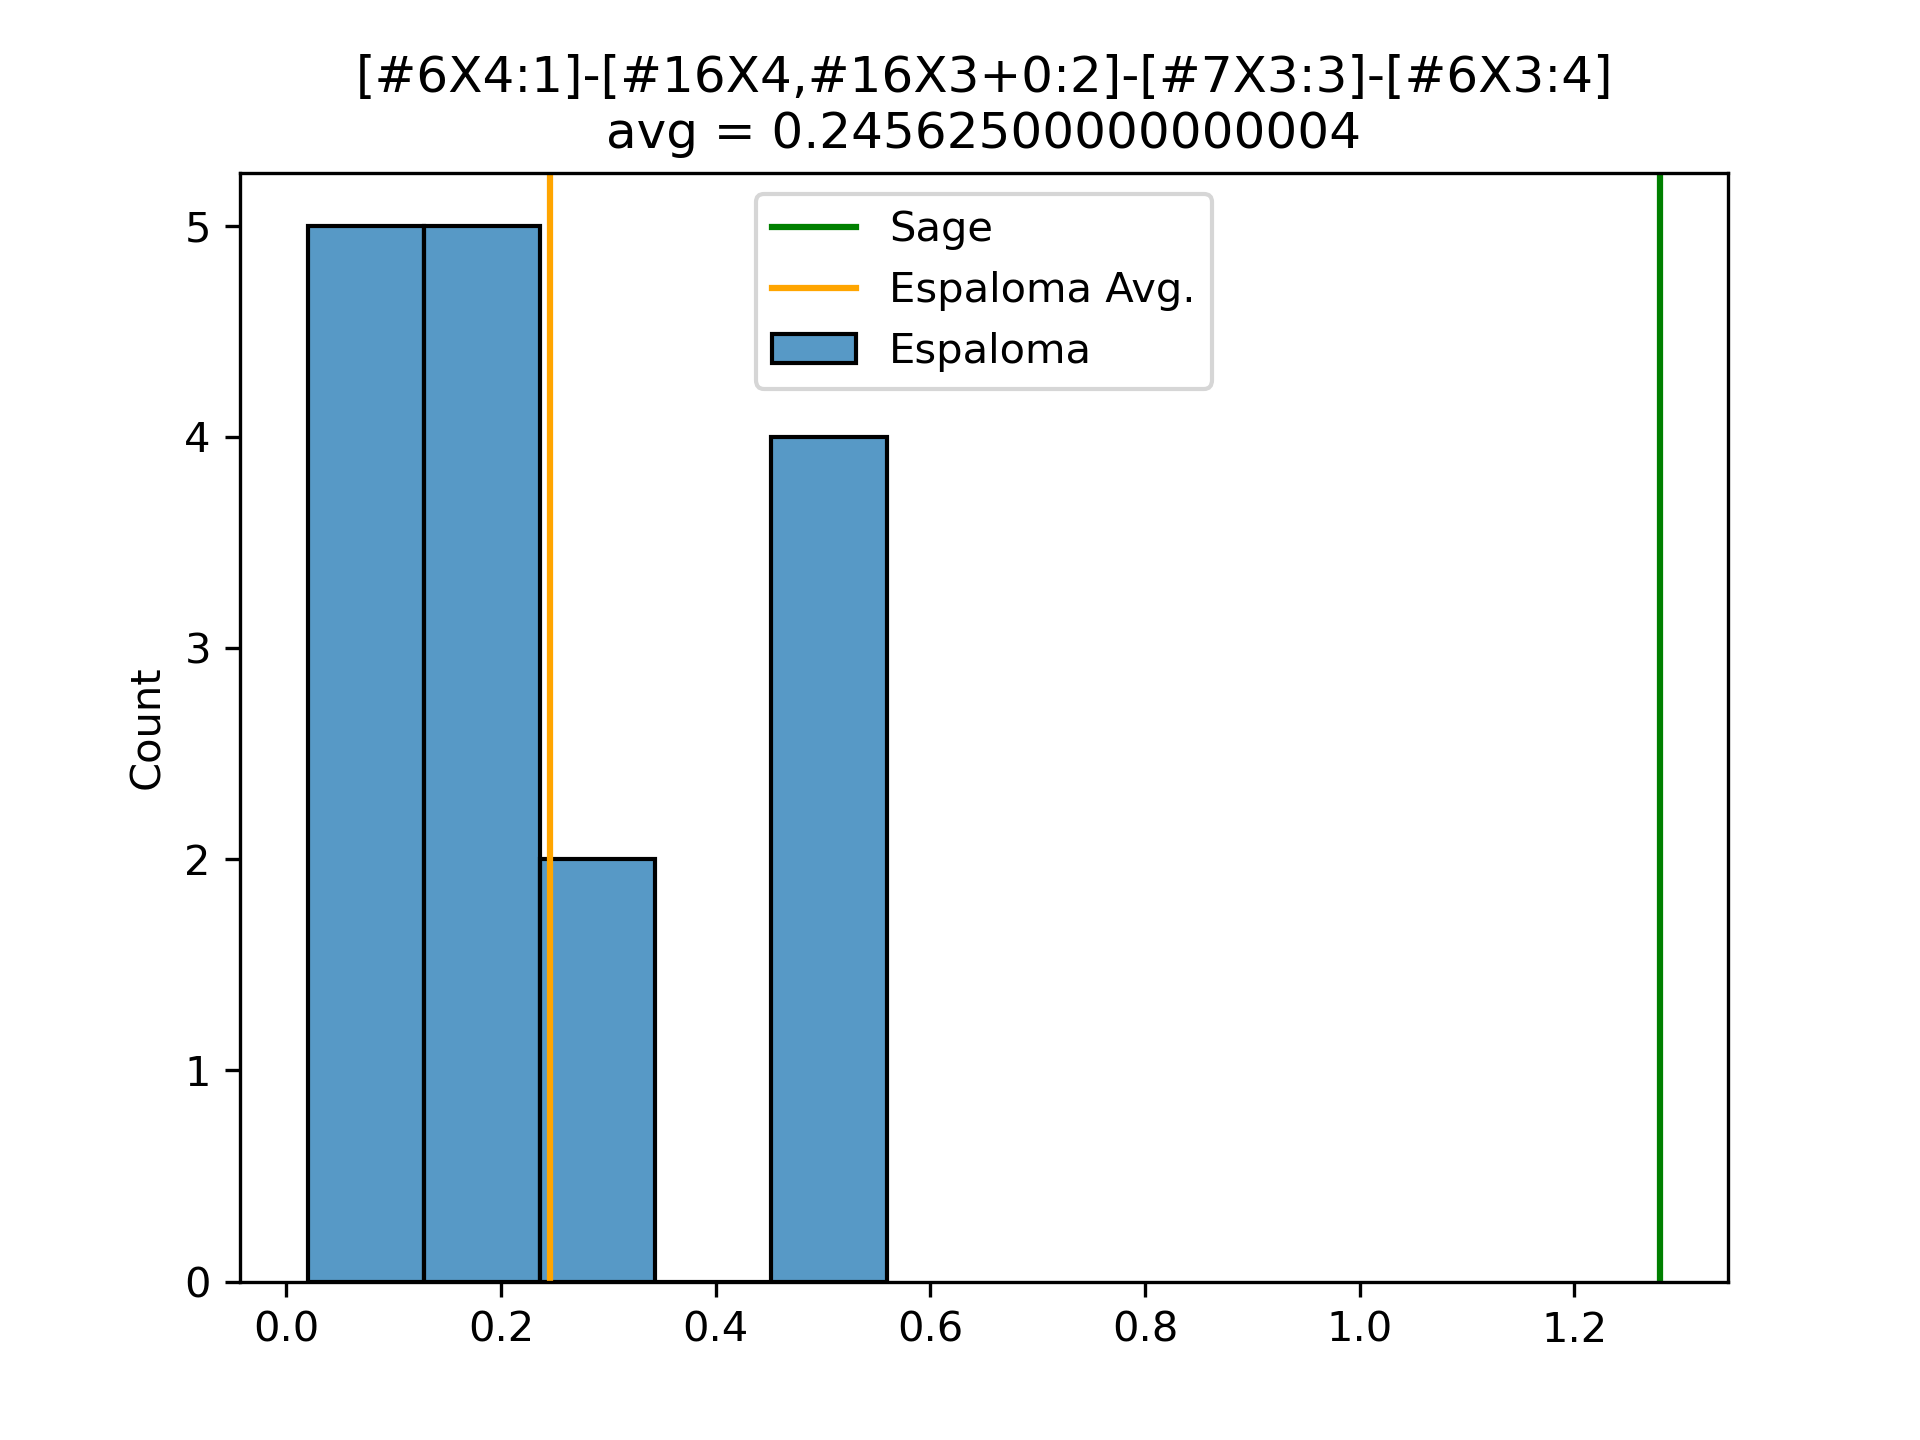 [#6X4:1]-[#16X4,#16X3+0:2]-[#7X3:3]-[#6X3:4]
avg = 0.24562500000000004
Sage
Espaloma Avg.
Espaloma
Count
5
4
3
2
1
0
0.0 0.2 0.4 0.6 0.8 1.0 1.2